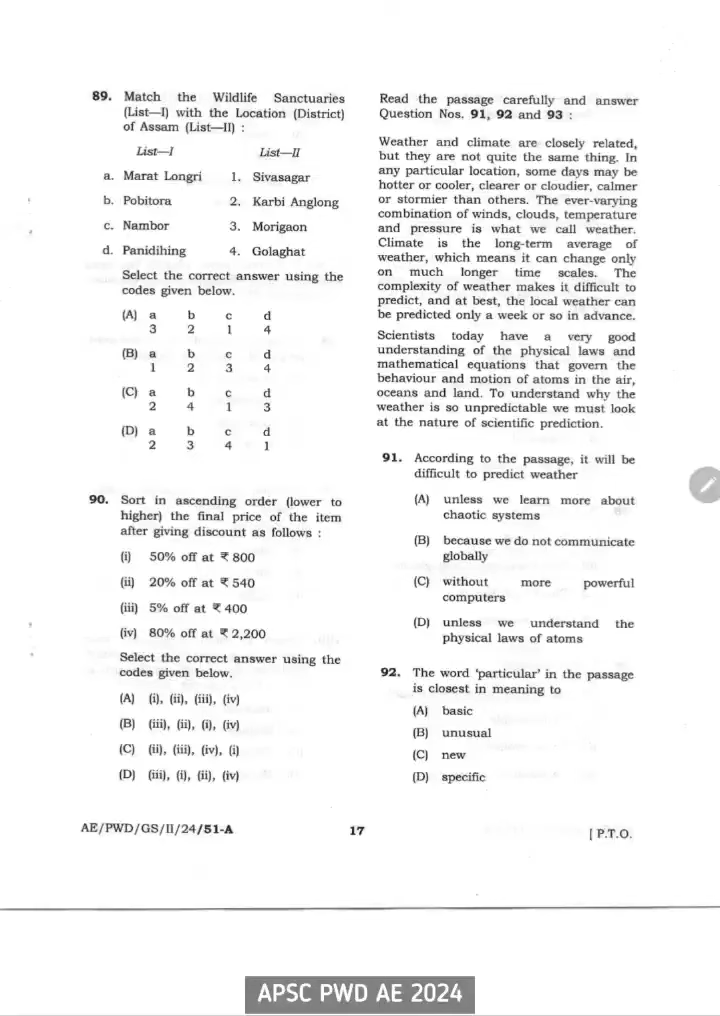 89. Match the Wildlife Sanctuaries
(List—I) with the Location (District)
of Assam (List—II) :
List—I List—II
a. Marat Longri 1. Sivasagar
b. Pobitora 2. Karbi Anglong
c. Nambor 3. Morigaon
d. Panidihing 4. Golaghat
Select the correct answer using the
codes given below.
(A) a b c d
3 2 1 4
(B) a b c d
1 2 3 4
(C) a b c d
2 4 1 3
(D) a b c d
2 3 4 1
90. Sort in ascending order (lower to
higher) the final price of the item
after giving discount as follows :
(i) 50% off at ₹ 800
(ii) 20% off at ₹ 540
(iii) 5% off at ₹ 400
(iv) 80% off at ₹ 2,200
Select the correct answer using the
codes given below.
(A) (i), (ii), (iii), (iv)
(B) (iii), (ii), (i), (iv)
(C) (ii), (iii), (iv), (i)
(D) (iii), (i), (ii), (iv)
Read the passage carefully and answer
Question Nos. 91, 92 and 93 :
Weather and climate are closely related,
but they are not quite the same thing. In
any particular location, some days may be
hotter or cooler, clearer or cloudier, calmer
or stormier than others. The ever-varying
combination of winds, clouds, temperature
and pressure is what we call weather.
Climate is the long-term average of
weather, which means it can change only
on much longer time scales. The
complexity of weather makes it difficult to
predict, and at best, the local weather can
be predicted only a week or so in advance.
Scientists today have a very good
understanding of the physical laws and
mathematical equations that govern the
behaviour and motion of atoms in the air,
oceans and land. To understand why the
weather is so unpredictable we must look
at the nature of scientific prediction.
91. According to the passage, it will be
difficult to predict weather
(A) unless we learn more about
chaotic systems
(B) because we do not communicate
globally
(C) without more powerful
computers
(D) unless we understand the
physical laws of atoms
92. The word 'particular' in the passage
is closest in meaning to
(A) basic
(B) unusual
(C) new
(D) specific
AE/PWD/GS/II/24/51-A 17 [ P.T.O.
APSC PWD AE 2024